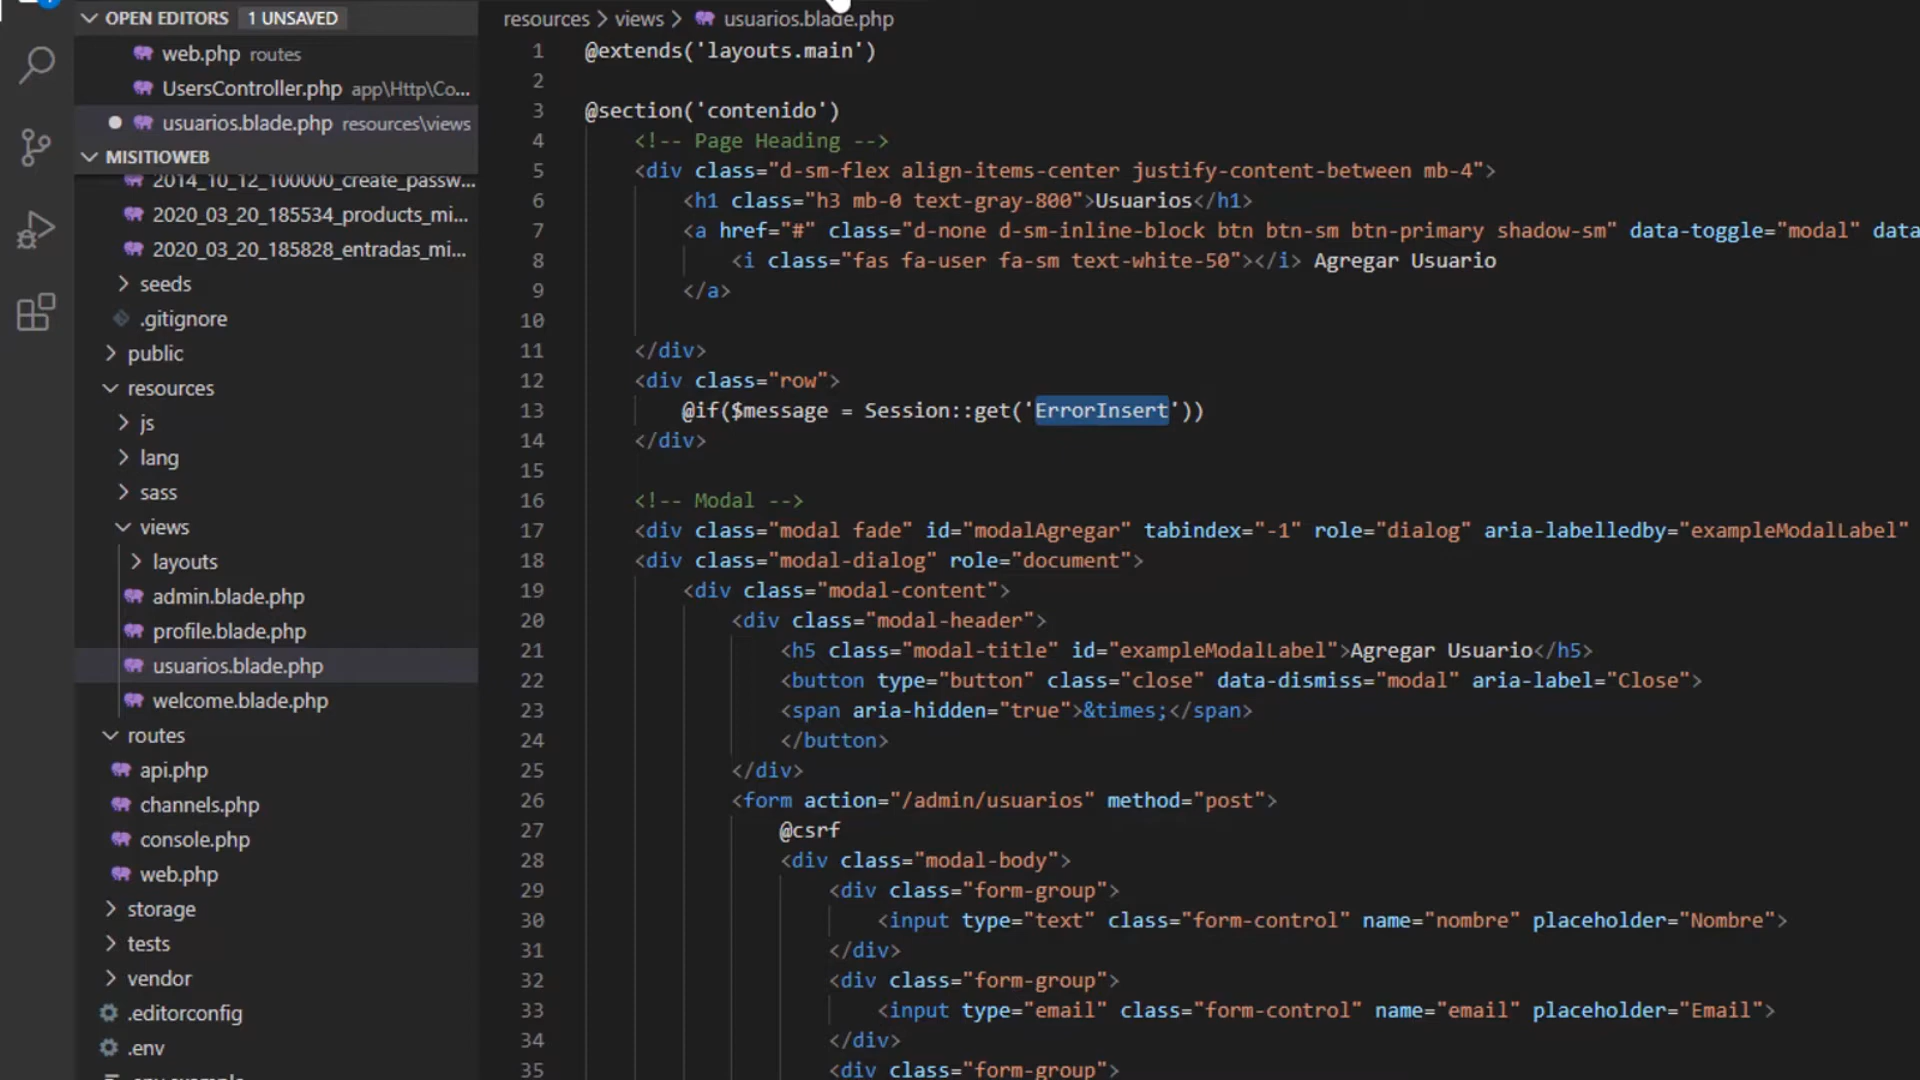 OPEN EDITORS 1 UNSAVED
web.php routes
UsersController.php app\Http\Co...
usuarios.blade.php resources\views
MISITIOWEB
2014_10_12_100000_create_passw...
2020_03_20_185534_products_mi...
2020_03_20_185828_entradas_mi...
seeds
.gitignore
public
resources
js
lang
sass
views
layouts
admin.blade.php
profile.blade.php
usuarios.blade.php
welcome.blade.php
routes
api.php
channels.php
console.php
web.php
storage
tests
vendor
.editorconfig
.env
resources > views > usuarios.blade.php
1 @extends('layouts.main')
2
3 @section('contenido')
4 <!-- Page Heading -->
5 <div class="d-sm-flex align-items-center justify-content-between mb-4">
6 <h1 class="h3 mb-0 text-gray-800">Usuarios</h1>
7 <a href="#" class="d-none d-sm-inline-block btn btn-sm btn-primary shadow-sm" data-toggle="modal" data
8 <i class="fas fa-user fa-sm text-white-50"></i> Agregar Usuario
9 </a>
10
11 </div>
12 <div class="row">
13 @if($message = Session::get('ErrorInsert'))
14 </div>
15
16 <!-- Modal -->
17 <div class="modal fade" id="modalAgregar" tabindex="-1" role="dialog" aria-labelledby="exampleModalLabel"
18 <div class="modal-dialog" role="document">
19 <div class="modal-content">
20 <div class="modal-header">
21 <h5 class="modal-title" id="exampleModalLabel">Agregar Usuario</h5>
22 <button type="button" class="close" data-dismiss="modal" aria-label="Close">
23 <span aria-hidden="true">&times;</span>
24 </button>
25 </div>
26 <form action="/admin/usuarios" method="post">
27 @csrf
28 <div class="modal-body">
29 <div class="form-group">
30 <input type="text" class="form-control" name="nombre" placeholder="Nombre">
31 </div>
32 <div class="form-group">
33 <input type="email" class="form-control" name="email" placeholder="Email">
34 </div>
35 <div class="form-group">